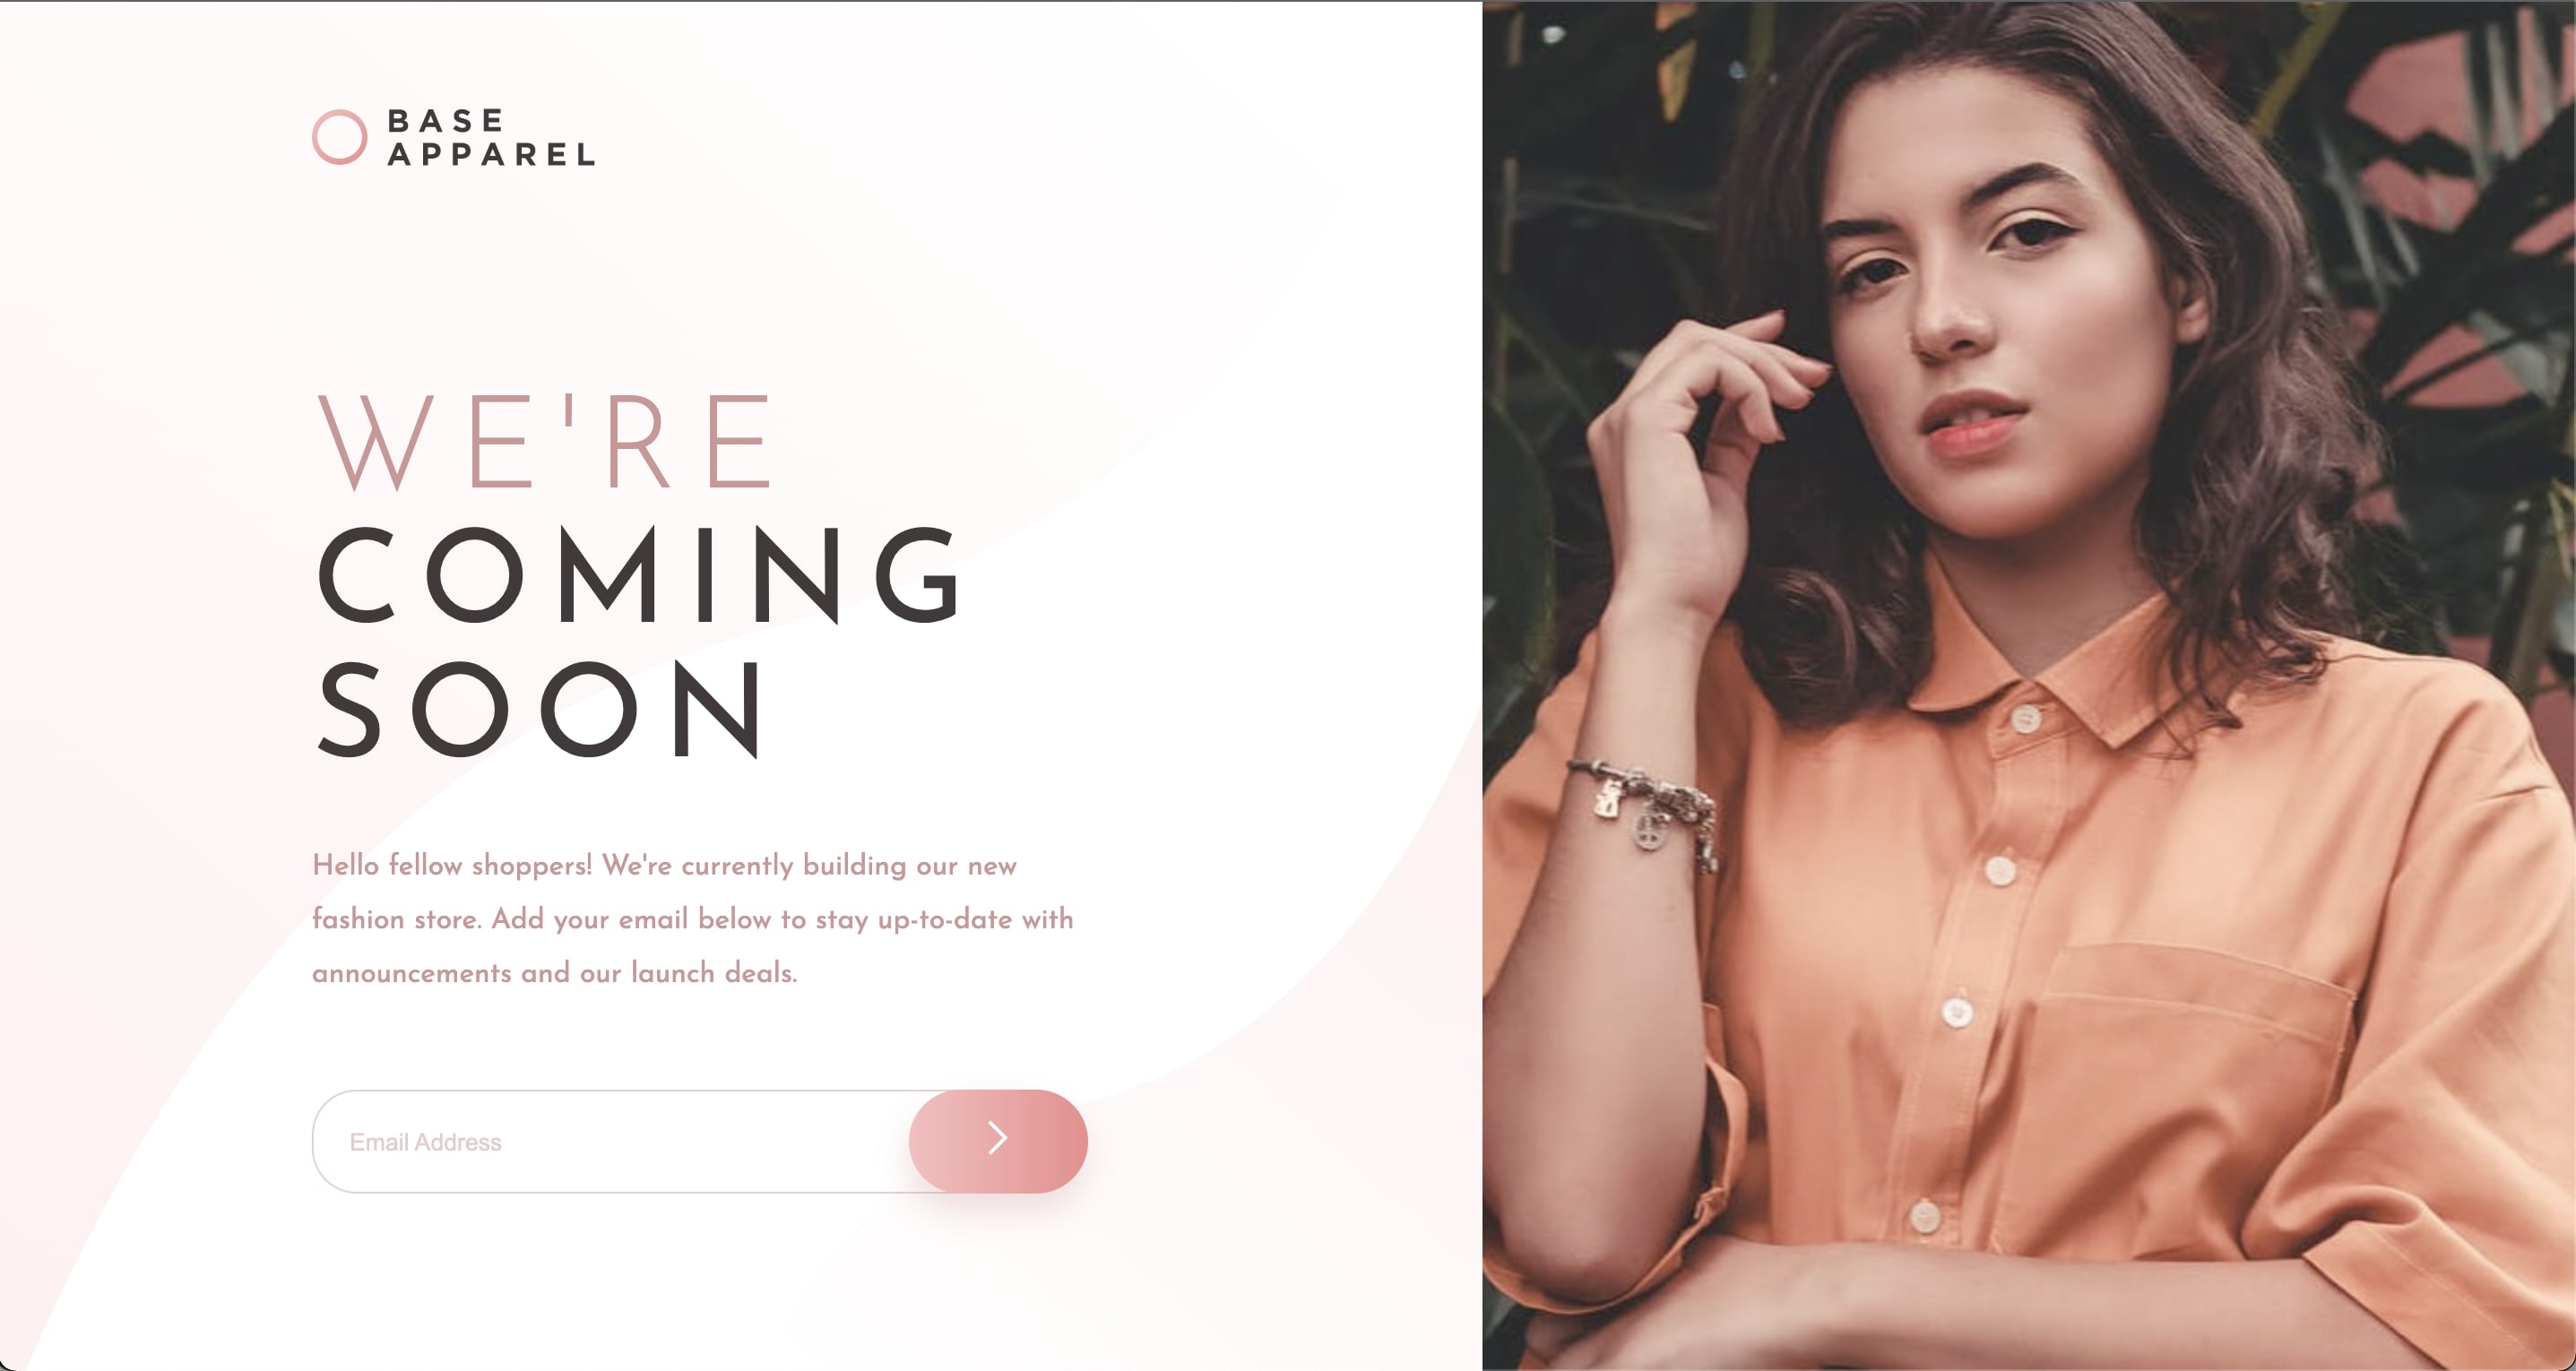 BASE
APPAREL
WE'RE
COMING
SOON
Hello fellow shoppers! We're currently building our new
fashion store. Add your email below to stay up-to-date with
announcements and our launch deals.
Email Address